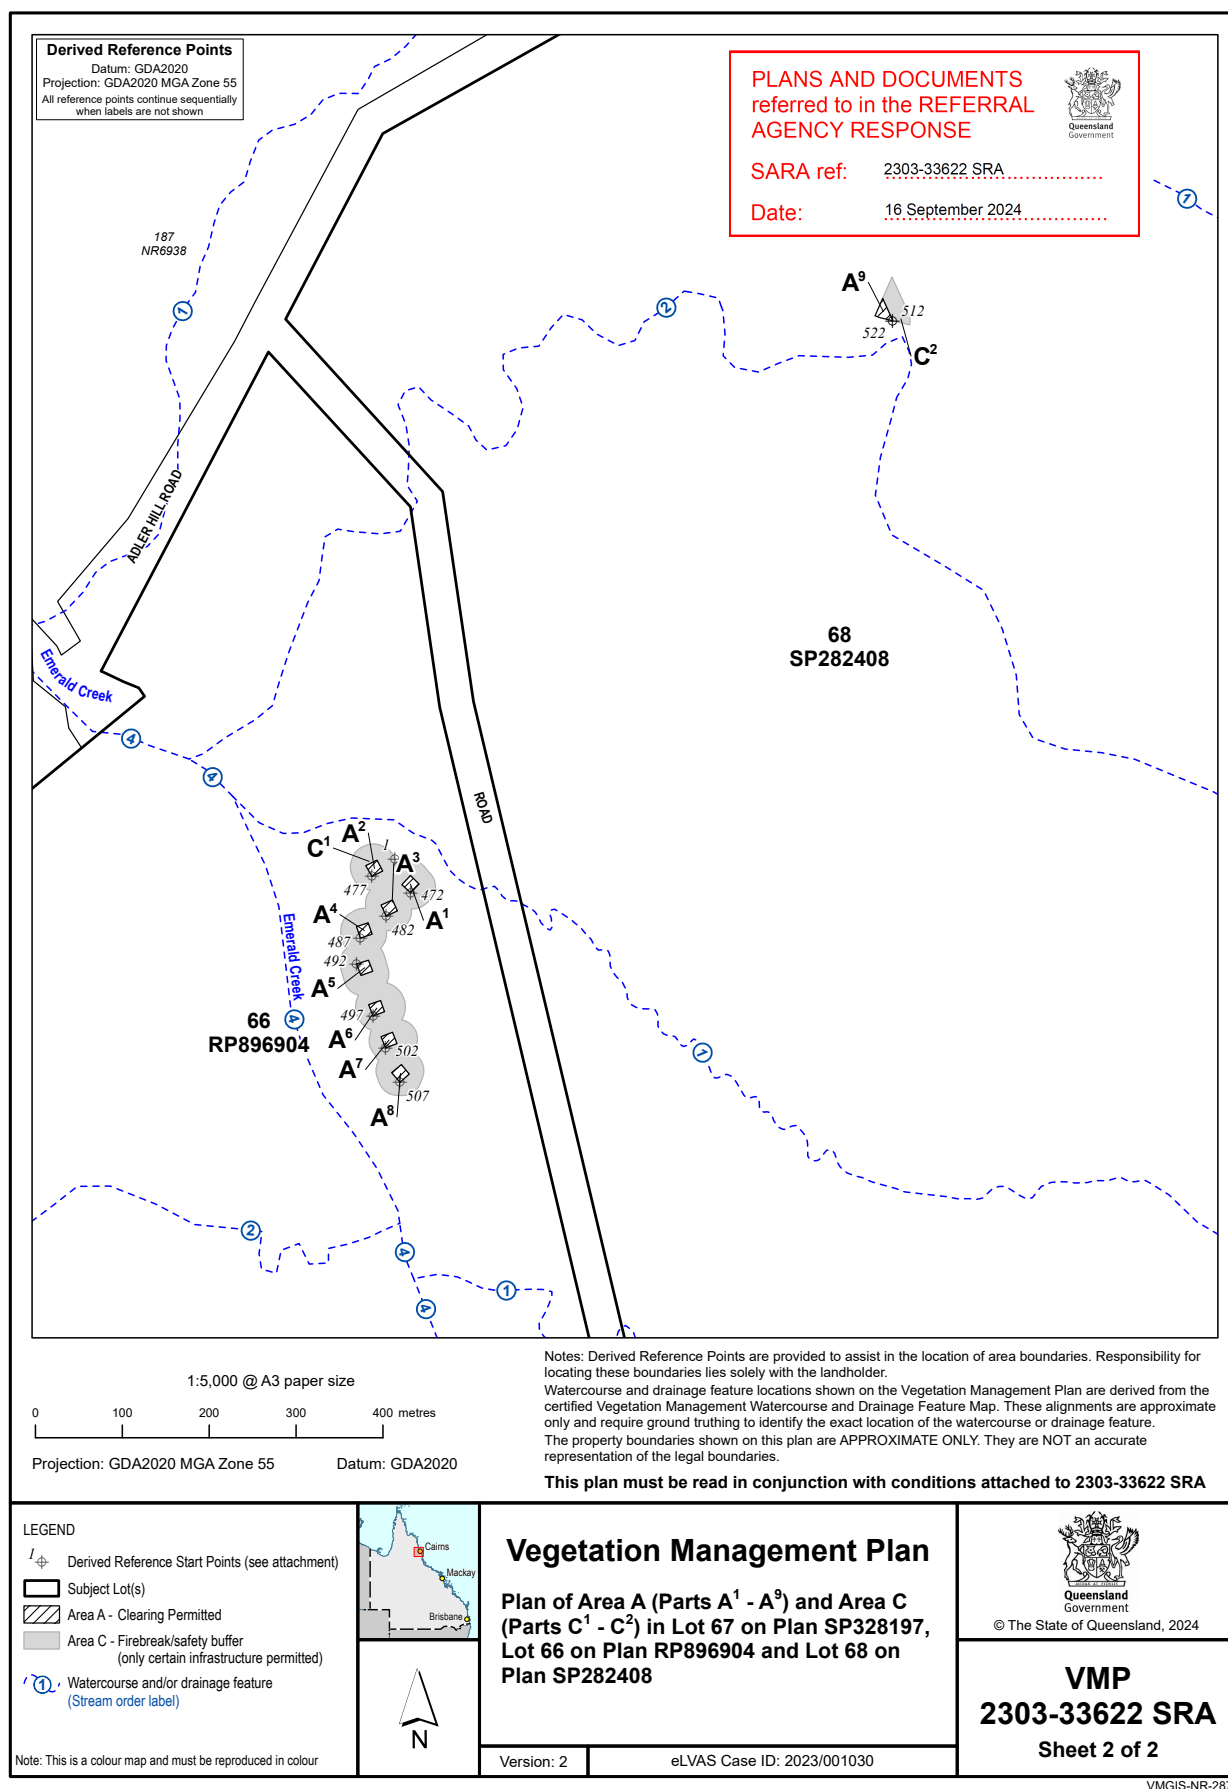 Derived Reference Points
Datum: GDA2020
Projection: GDA2020 MGA Zone 55
All reference points continue sequentially
when labels are not shown
PLANS AND DOCUMENTS
referred to in the REFERRAL
AGENCY RESPONSE
SARA ref: 2303-33622 SRA
Date: 16 September 2024
Queensland
Government
187
NR6938
1
1
2
A9
512
522
C2
ADLER HILL ROAD
68
SP282408
Emerald Creek
4
4
ROAD
A2
1
C1
A3
477
472
A1
A4
482
487
492
A5
Emerald Creek
66
RP896904
4
497
A6
502
A7
507
A8
1
2
4
1
4
1:5,000 @ A3 paper size
0 100 200 300 400 metres
Projection: GDA2020 MGA Zone 55 Datum: GDA2020
Notes: Derived Reference Points are provided to assist in the location of area boundaries. Responsibility for
locating these boundaries lies solely with the landholder.
Watercourse and drainage feature locations shown on the Vegetation Management Plan are derived from the
certified Vegetation Management Watercourse and Drainage Feature Map. These alignments are approximate
only and require ground truthing to identify the exact location of the watercourse or drainage feature.
The property boundaries shown on this plan are APPROXIMATE ONLY. They are NOT an accurate
representation of the legal boundaries.
This plan must be read in conjunction with conditions attached to 2303-33622 SRA
LEGEND
1 Derived Reference Start Points (see attachment)
Subject Lot(s)
Area A - Clearing Permitted
Area C - Firebreak/safety buffer
(only certain infrastructure permitted)
1 Watercourse and/or drainage feature
(Stream order label)
Note: This is a colour map and must be reproduced in colour
Cairns
Mackay
Brisbane
N
Vegetation Management Plan
Plan of Area A (Parts A1 - A9) and Area C
(Parts C1 - C2) in Lot 67 on Plan SP328197,
Lot 66 on Plan RP896904 and Lot 68 on
Plan SP282408
Version: 2
eLVAS Case ID: 2023/001030
Queensland
Government
© The State of Queensland, 2024
VMP
2303-33622 SRA
Sheet 2 of 2